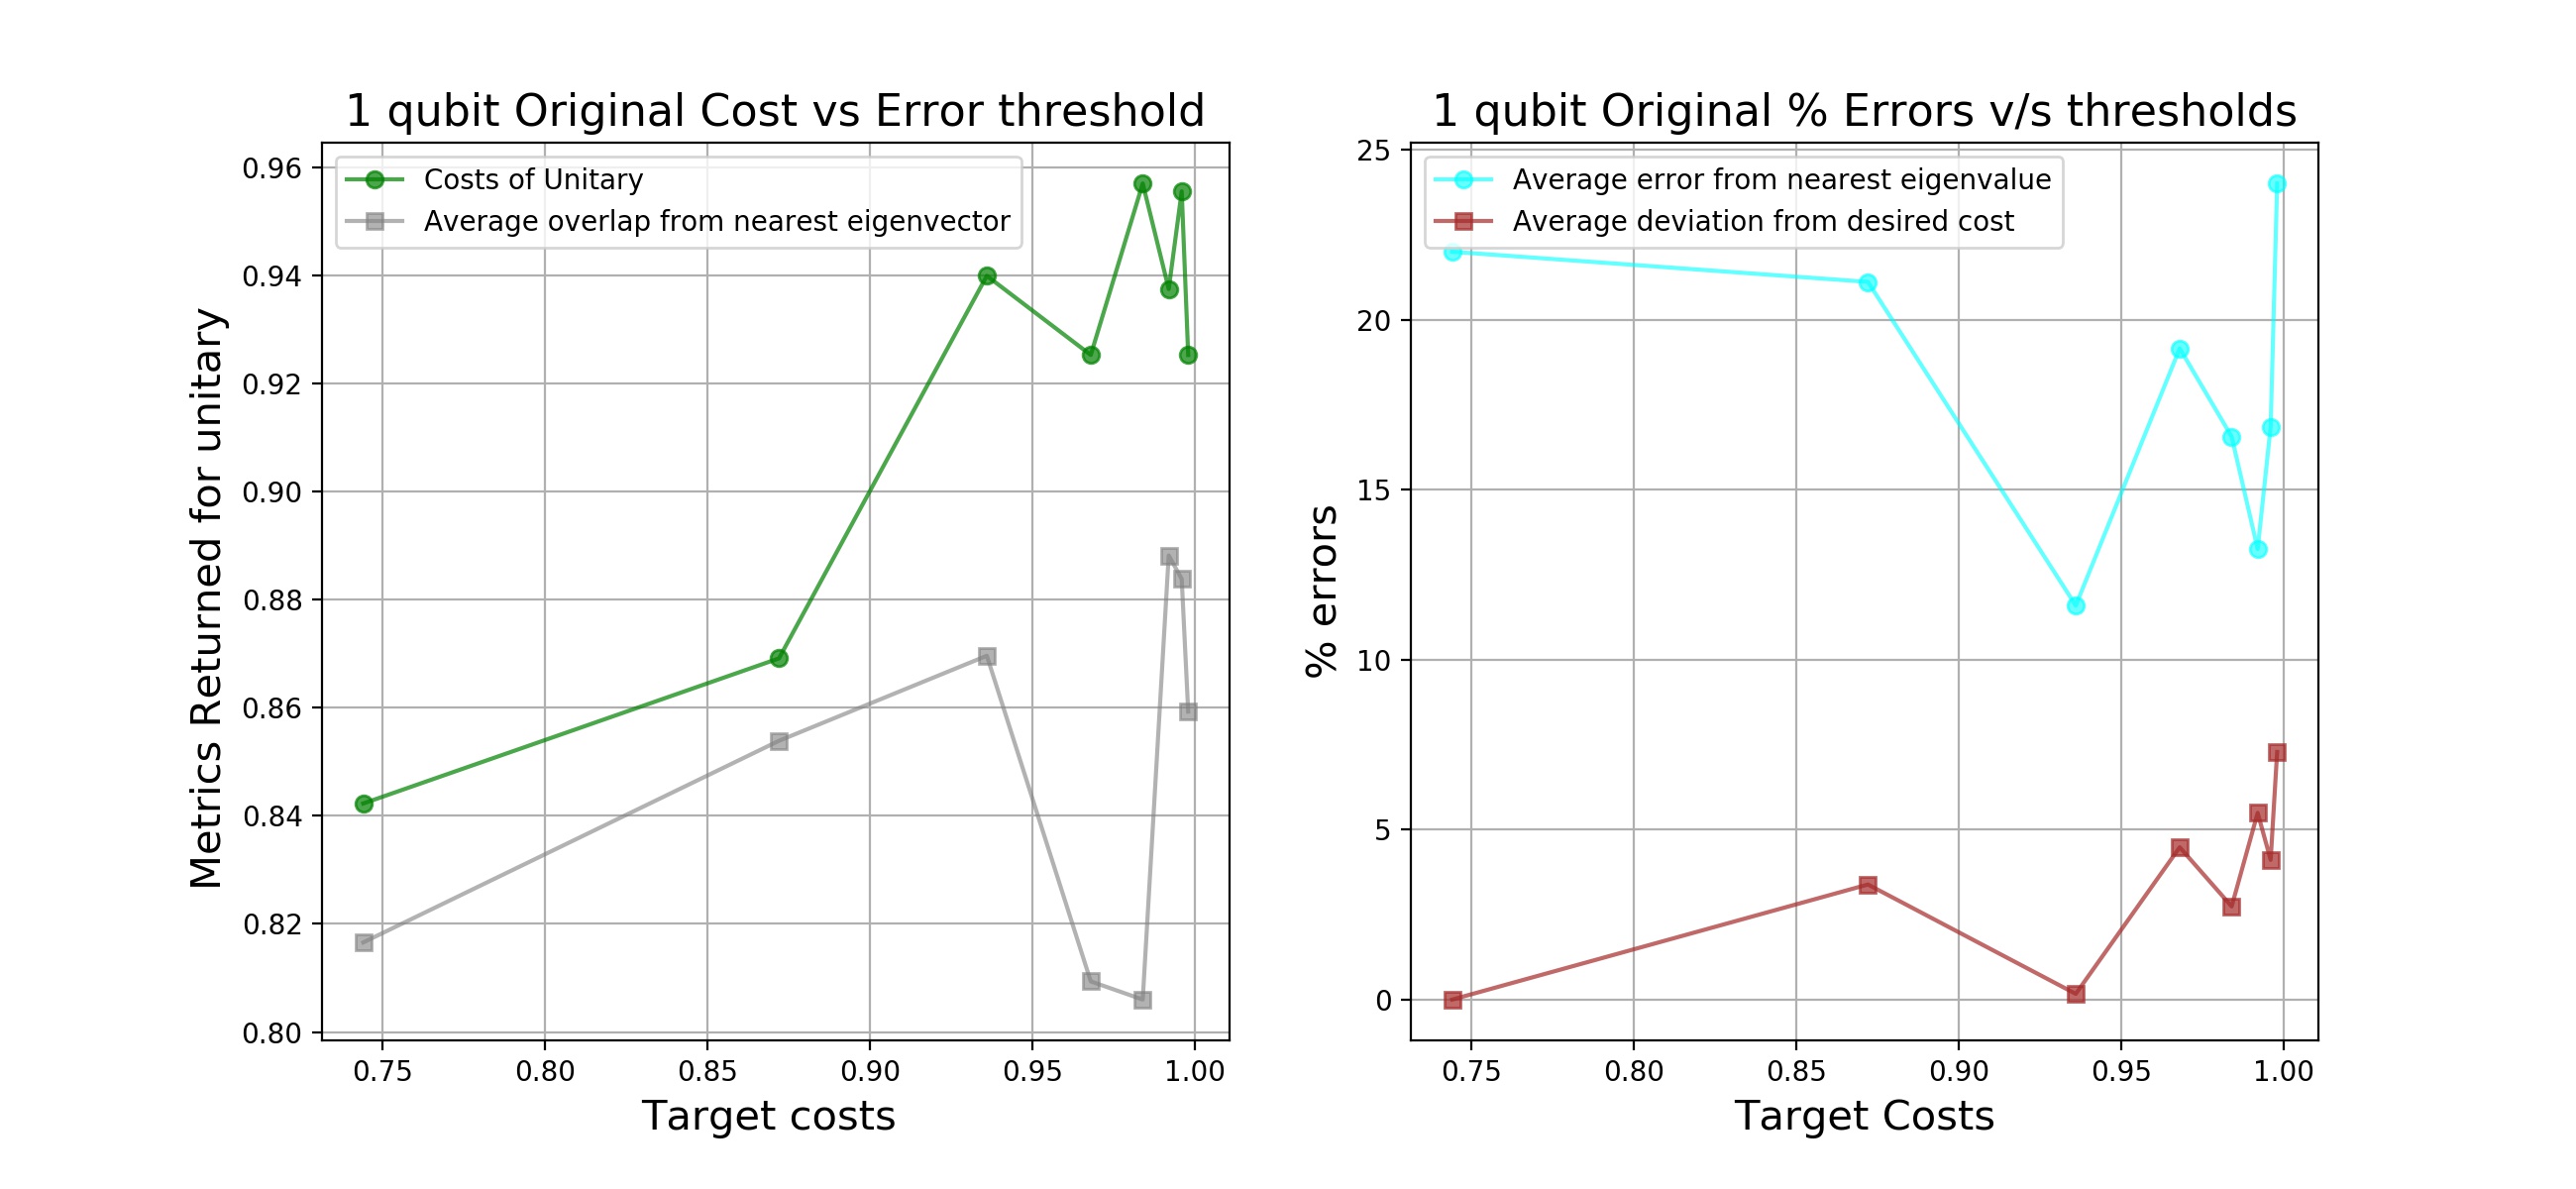 1 qubit Original Cost vs Error threshold
Costs of Unitary
Average overlap from nearest eigenvector
Metrics Returned for unitary
0.96
0.94
0.92
0.90
0.88
0.86
0.84
0.82
0.80
0.75 0.80 0.85 0.90 0.95 1.00
Target costs
1 qubit Original % Errors v/s thresholds
Average error from nearest eigenvalue
Average deviation from desired cost
% errors
25
20
15
10
5
0
0.75 0.80 0.85 0.90 0.95 1.00
Target Costs